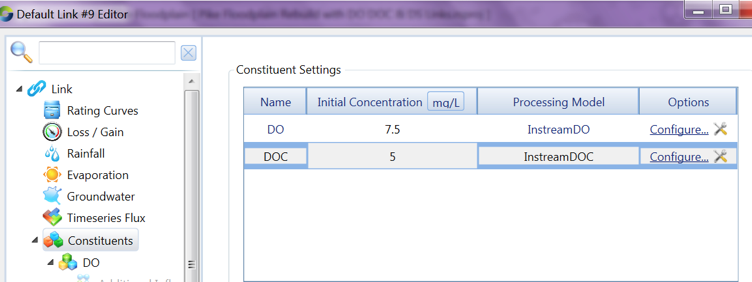 Default Link #9 Editor
Link
Rating Curves
Loss / Gain
Rainfall
Evaporation
Groundwater
Timeseries Flux
Constituents
DO
Constituent Settings
Name Initial Concentration mg/L Processing Model Options
DO 7.5 InstreamDO Configure...
DOC 5 InstreamDOC Configure...